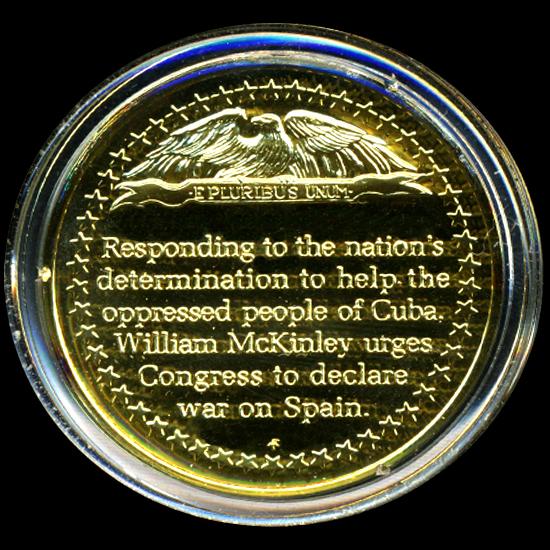 E PLURIBUS UNUM
Responding to the nation's
determination to help the
oppressed people of Cuba,
William McKinley urges
Congress to declare
war on Spain.